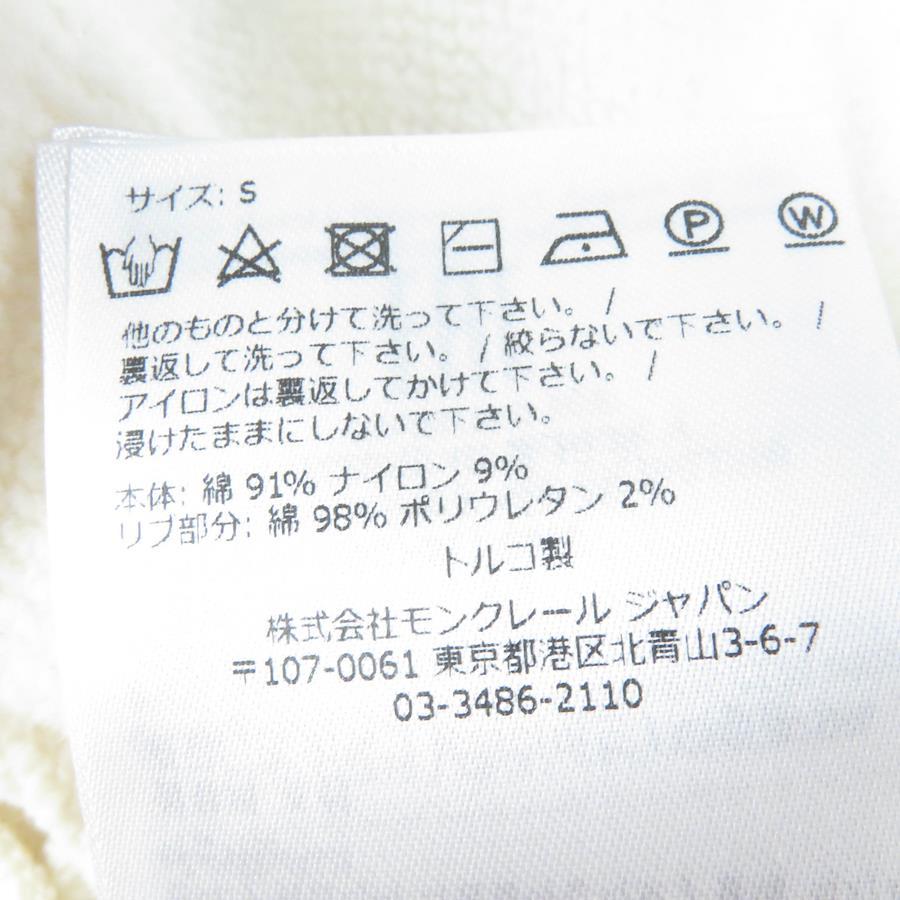 サイズ: S
P W
他のものと分けて洗って下さい。 /
裏返して洗って下さい。 / 絞らないで下さい。 /
アイロンは裏返してかけて下さい。 /
浸けたままにしないで下さい。
本体: 綿 91% ナイロン 9%
リブ部分: 綿 98% ポリウレタン 2%
トルコ製
株式会社モンクレール ジャパン
〒107-0061 東京都港区北青山3-6-7
03-3486-2110